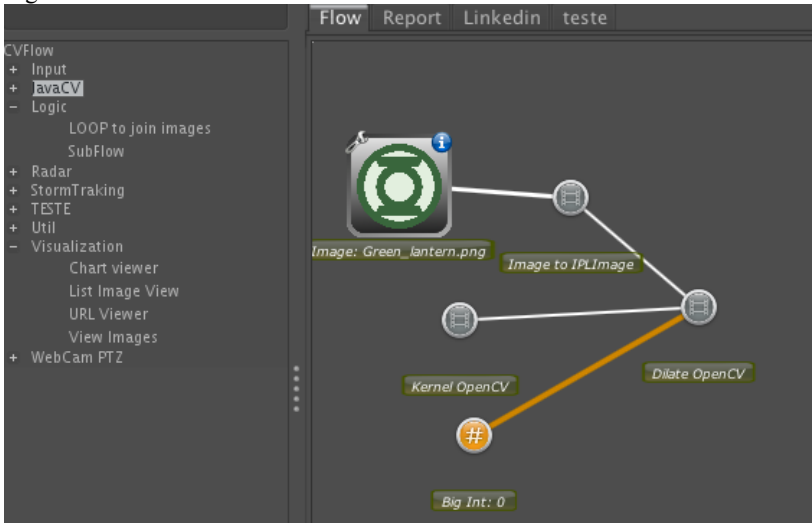 Flow Report Linkedin teste
CVFlow
+ Input
+ JavaCV
- Logic
LOOP to join images
SubFlow
+ Radar
+ StormTraking
+ TESTE
+ Util
- Visualization
Chart viewer
List Image View
URL Viewer
View Images
+ WebCam PTZ
Image: Green_lantern.png
Image to IPLImage
Kernel OpenCV
Dilate OpenCV
#
Big Int: 0